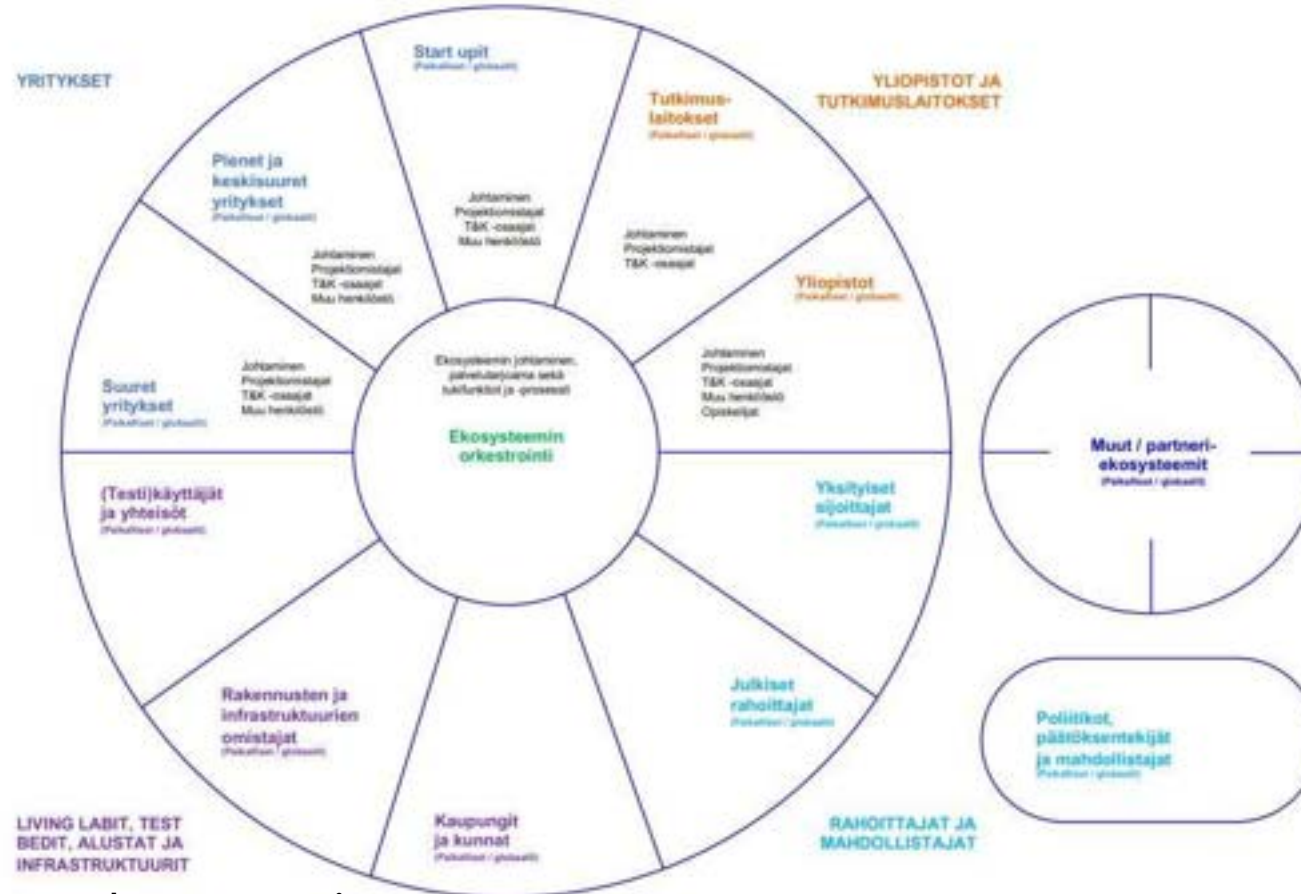 YRITYKSET
Start upit
(Paikalliset / globaalit)
Tutkimus-
laitokset
(Paikalliset / globaalit)
YLIOPISTOT JA
TUTKIMUSLAITOKSET
Pienet ja
keskisuuret
yritykset
(Paikalliset / globaalit)
Johtaminen
Projektiomistajat
T&K -osaajat
Muu henkilöstö
Johtaminen
Projektiomistajat
T&K -osaajat
Muu henkilöstö
Johtaminen
Projektiomistajat
T&K -osaajat
Yliopistot
(Paikalliset / globaalit)
Johtaminen
Projektiomistajat
T&K -osaajat
Muu henkilöstö
Opiskelijat
Suuret
yritykset
(Paikalliset / globaalit)
Johtaminen
Projektiomistajat
T&K -osaajat
Muu henkilöstö
Ekosysteemin johtaminen,
palvelutarjoama sekä
tukifunktiot ja -prosessit
Ekosysteemin
orkestrointi
Muut / partneri-
ekosysteemit
(Paikalliset / globaalit)
(Testi)käyttäjät
ja yhteisöt
(Paikalliset / globaalit)
Yksityiset
sijoittajat
(Paikalliset / globaalit)
Rakennusten ja
infrastruktuurien
omistajat
(Paikalliset / globaalit)
Julkiset
rahoittajat
(Paikalliset / globaalit)
Poliitikot,
päätöksentekijät
ja mahdollistajat
(Paikalliset / globaalit)
LIVING LABIT, TEST
BEDIT, ALUSTAT JA
INFRASTRUKTUURIT
Kaupungit
ja kunnat
(Paikalliset / globaalit)
RAHOITTAJAT JA
MAHDOLLISTAJAT